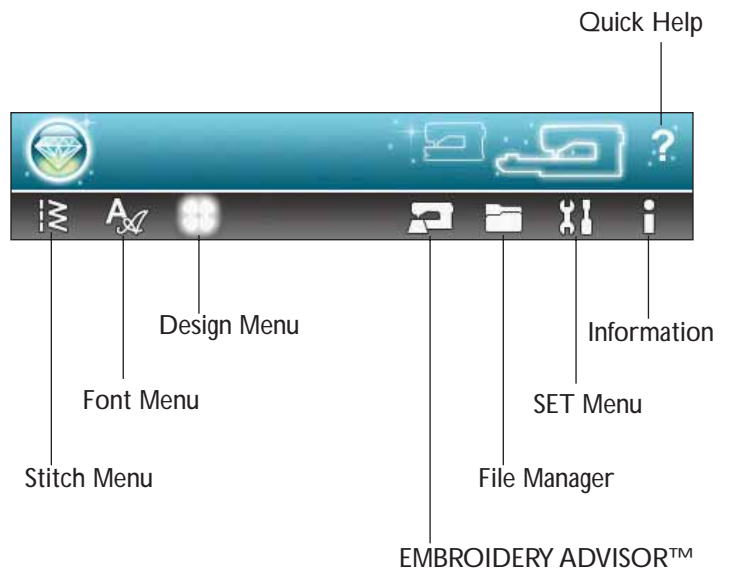 Quick Help
?
Design Menu
Information
Font Menu
SET Menu
Stitch Menu
File Manager
EMBROIDERY ADVISOR™